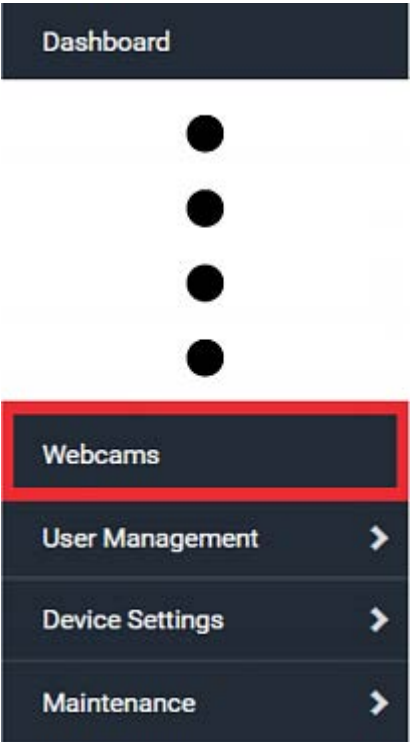 Dashboard
Webcams
User Management
Device Settings
Maintenance